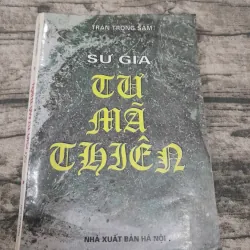 TRẦN TRỌNG SÂM
SỬ GIA
TƯ
MÃ
THIÊN
NHÀ XUẤT BẢN HÀ NỘI